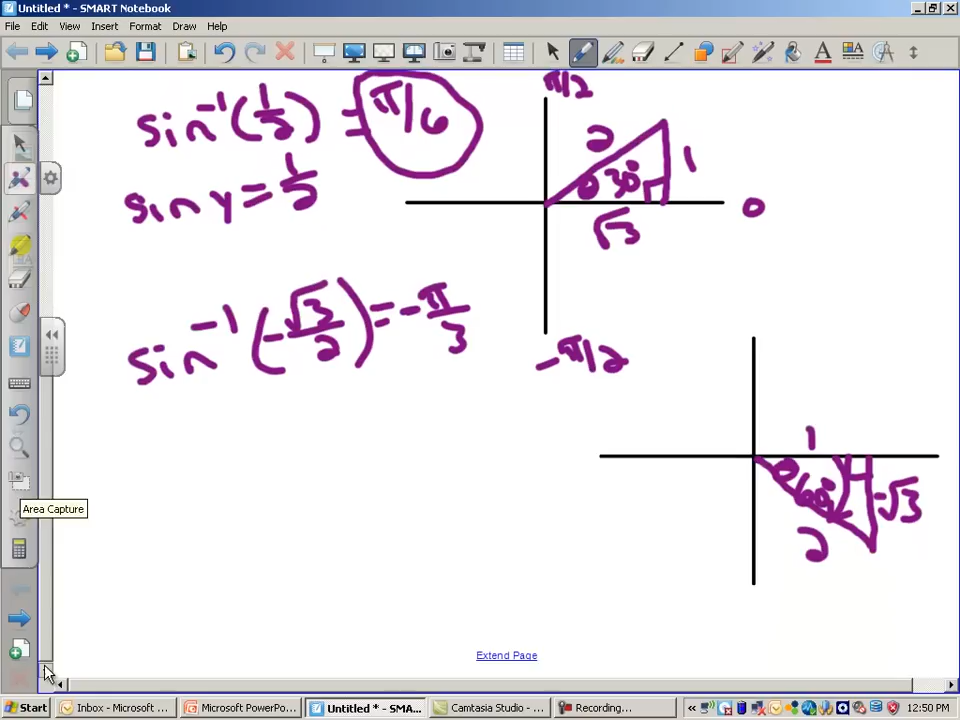 Untitled * - SMART Notebook
File Edit View Insert Format Draw Help
π/2
sin⁻¹(1/2) = π/6
2
1
θ 30°
sin y = 1/2
0
√3
sin⁻¹(-√3/2) = -π/3
-π/2
1
θ 60°
-√3
2
Area Capture
Extend Page
Start Inbox - Microsoft ... Microsoft PowerPo... Untitled * - SMA... Camtasia Studio - ... Recording... « 12:50 PM